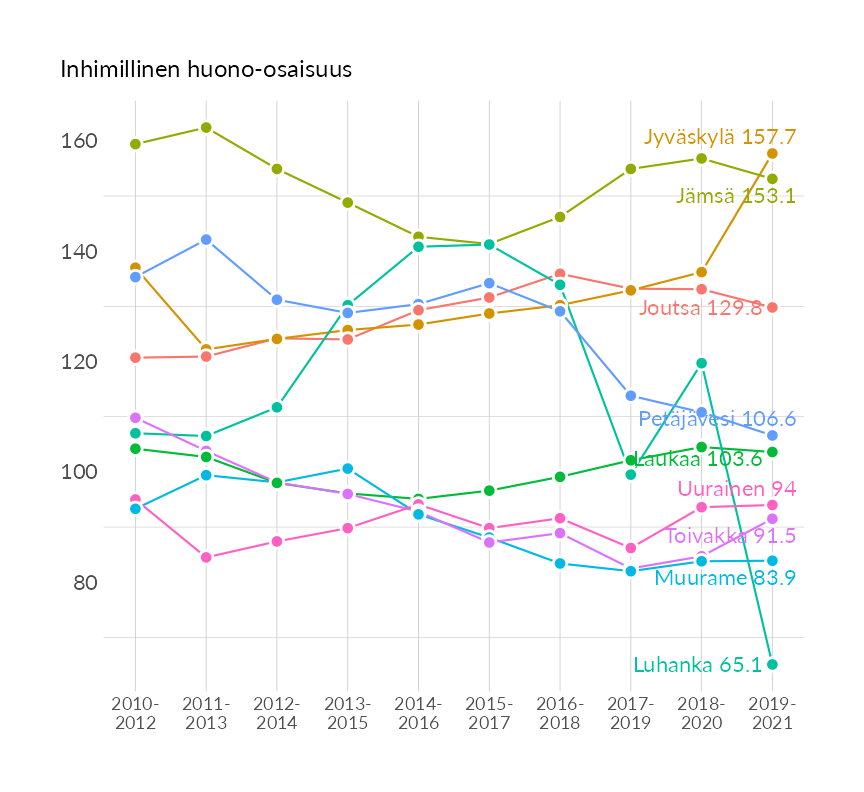 Inhimillinen huono-osaisuus
160
140
120
100
80
Jyväskylä 157.7
Jämsä 153.1
Joutsa 129.8
Petäjävesi 106.6
Laukaa 103.6
Uurainen 94
Toivakka 91.5
Muurame 83.9
Luhanka 65.1
2010- 2011- 2012- 2013- 2014- 2015- 2016- 2017- 2018- 2019-
2012 2013 2014 2015 2016 2017 2018 2019 2020 2021